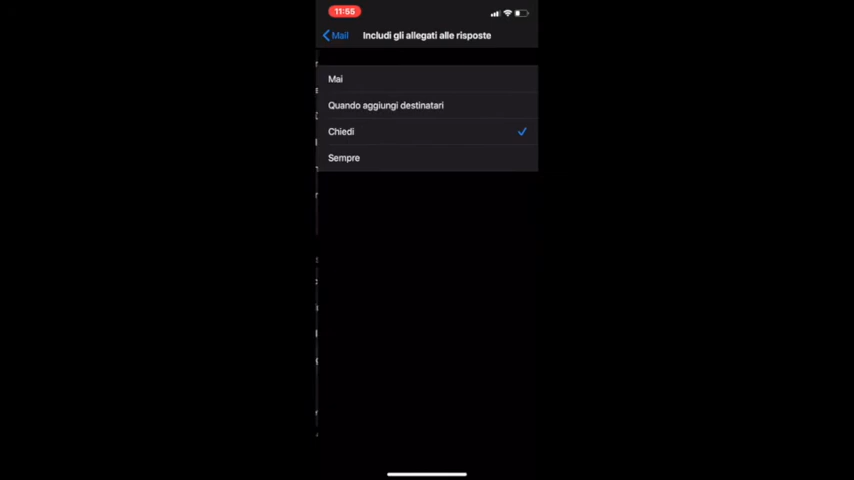 11:55
Mail
Includi gli allegati alle risposte
Mai
Quando aggiungi destinatari
Chiedi
Sempre